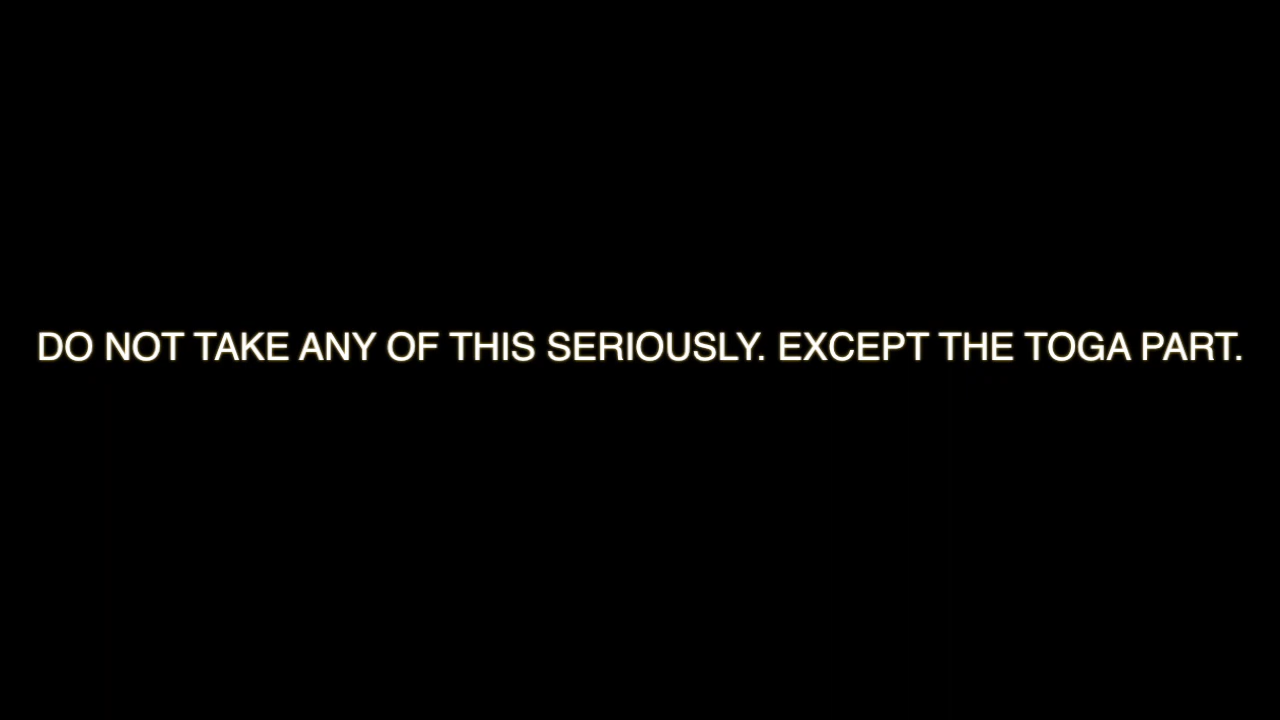 DO NOT TAKE ANY OF THIS SERIOUSLY. EXCEPT THE TOGA PART.